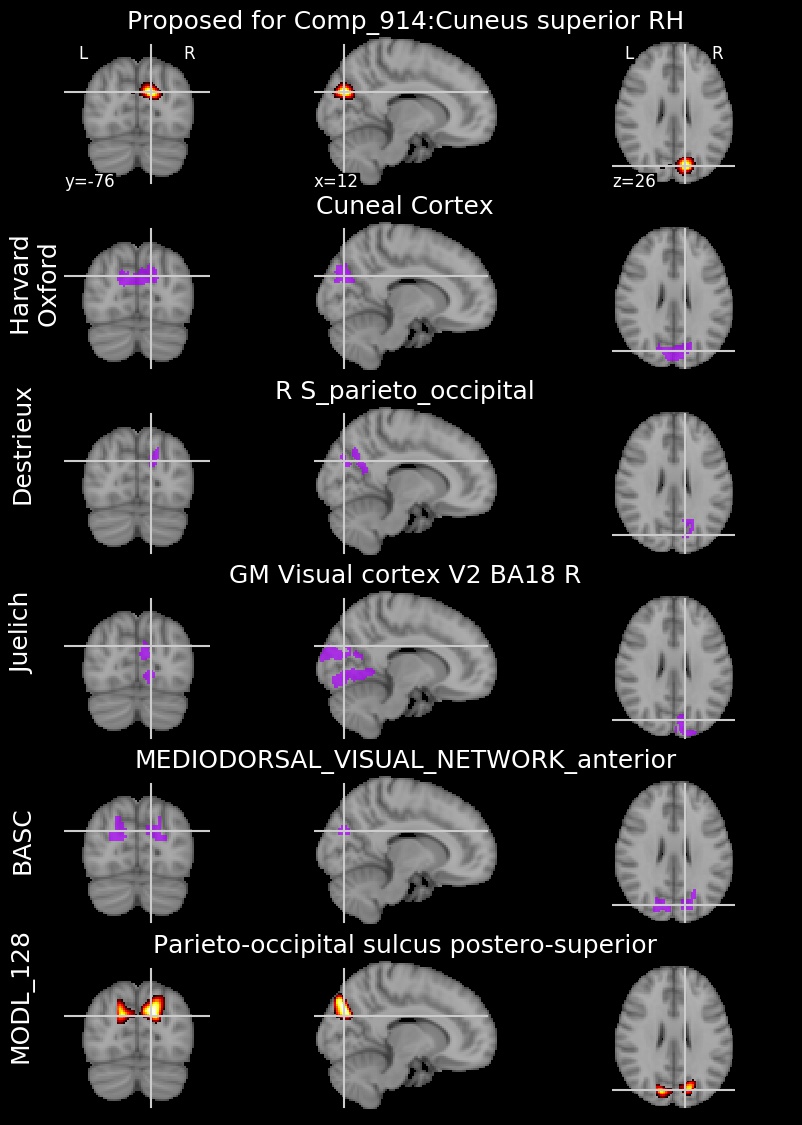 Proposed for Comp_914:Cuneus superior RH
L R
L R
y=-76
x=12
z=26
Cuneal Cortex
Harvard
Oxford
R S_parieto_occipital
Destrieux
GM Visual cortex V2 BA18 R
Juelich
MEDIODORSAL_VISUAL_NETWORK_anterior
BASC
Parieto-occipital sulcus postero-superior
MODL_128